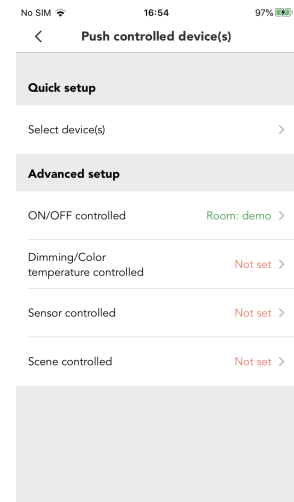 No SIM 16:54 97%
Push controlled device(s)
Quick setup
Select device(s)
Advanced setup
ON/OFF controlled Room: demo
Dimming/Color
temperature controlled Not set
Sensor controlled Not set
Scene controlled Not set